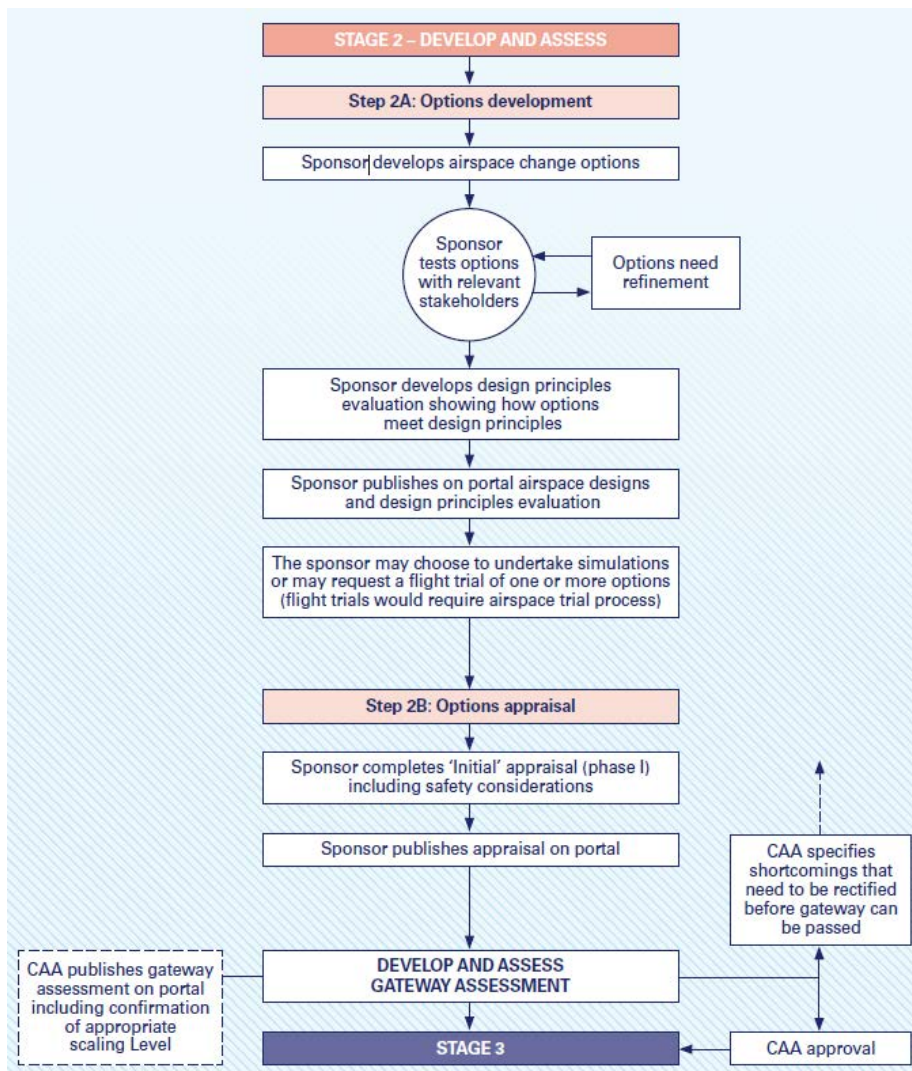 STAGE 2 – DEVELOP AND ASSESS
Step 2A: Options development
Sponsor develops airspace change options
Sponsor
tests options
with relevant
stakeholders
Options need
refinement
Sponsor develops design principles
evaluation showing how options
meet design principles
Sponsor publishes on portal airspace designs
and design principles evaluation
The sponsor may choose to undertake simulations
or may request a flight trial of one or more options
(flight trials would require airspace trial process)
Step 2B: Options appraisal
Sponsor completes ‘Initial’ appraisal (phase I)
including safety considerations
Sponsor publishes appraisal on portal
CAA specifies
shortcomings that
need to be rectified
before gateway can
be passed
CAA publishes gateway
assessment on portal
including confirmation
of appropriate
scaling Level
DEVELOP AND ASSESS
GATEWAY ASSESSMENT
STAGE 3
CAA approval